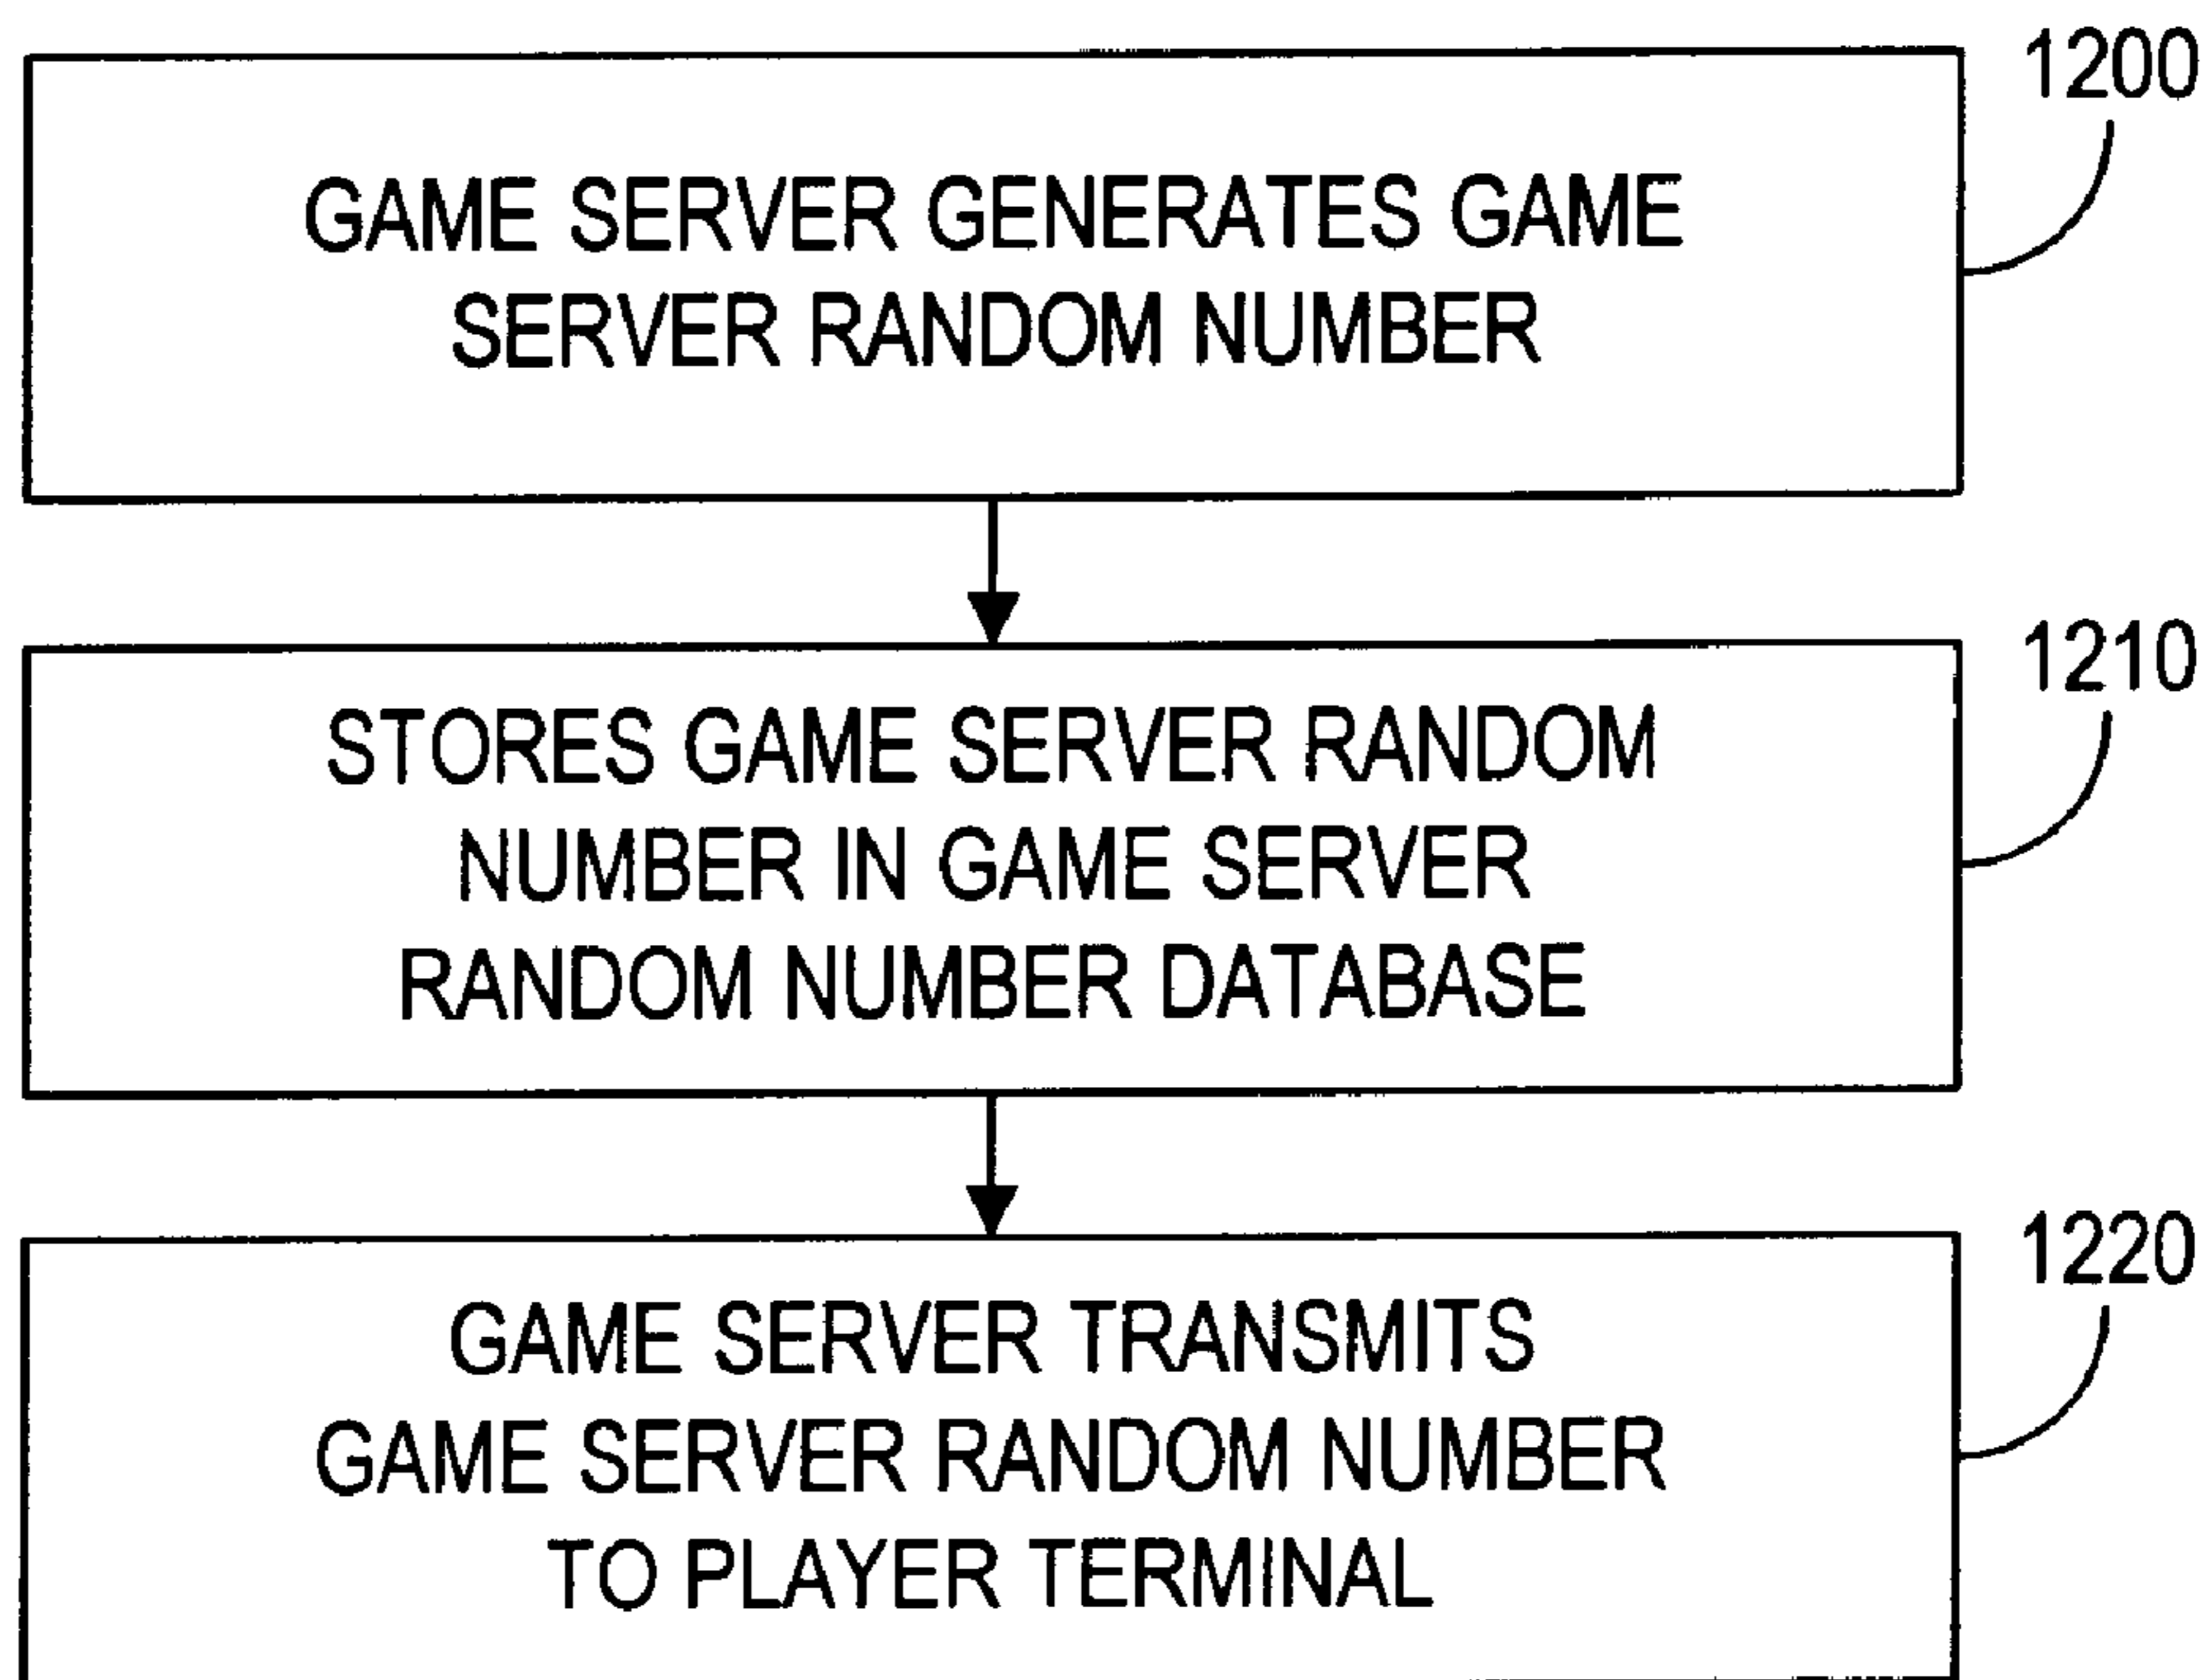 1200
GAME SERVER GENERATES GAME
SERVER RANDOM NUMBER
1210
STORES GAME SERVER RANDOM
NUMBER IN GAME SERVER
RANDOM NUMBER DATABASE
1220
GAME SERVER TRANSMITS
GAME SERVER RANDOM NUMBER
TO PLAYER TERMINAL